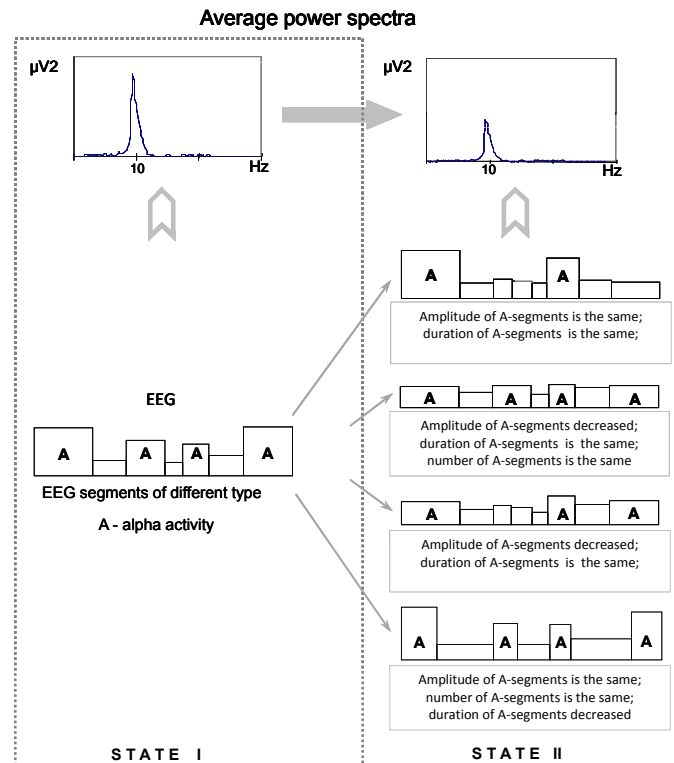 Average power spectra
µV2
10
Hz
µV2
10
Hz
EEG
A
A
A
A
EEG segments of different type
A - alpha activity
A
A
Amplitude of A-segments is the same;
duration of A-segments is the same;
A
A
A
A
Amplitude of A-segments decreased;
duration of A-segments is the same;
number of A-segments is the same
A
A
A
Amplitude of A-segments decreased;
duration of A-segments is the same;
A
A
A
A
Amplitude of A-segments is the same;
number of A-segments is the same;
duration of A-segments decreased
STATE I
STATE II